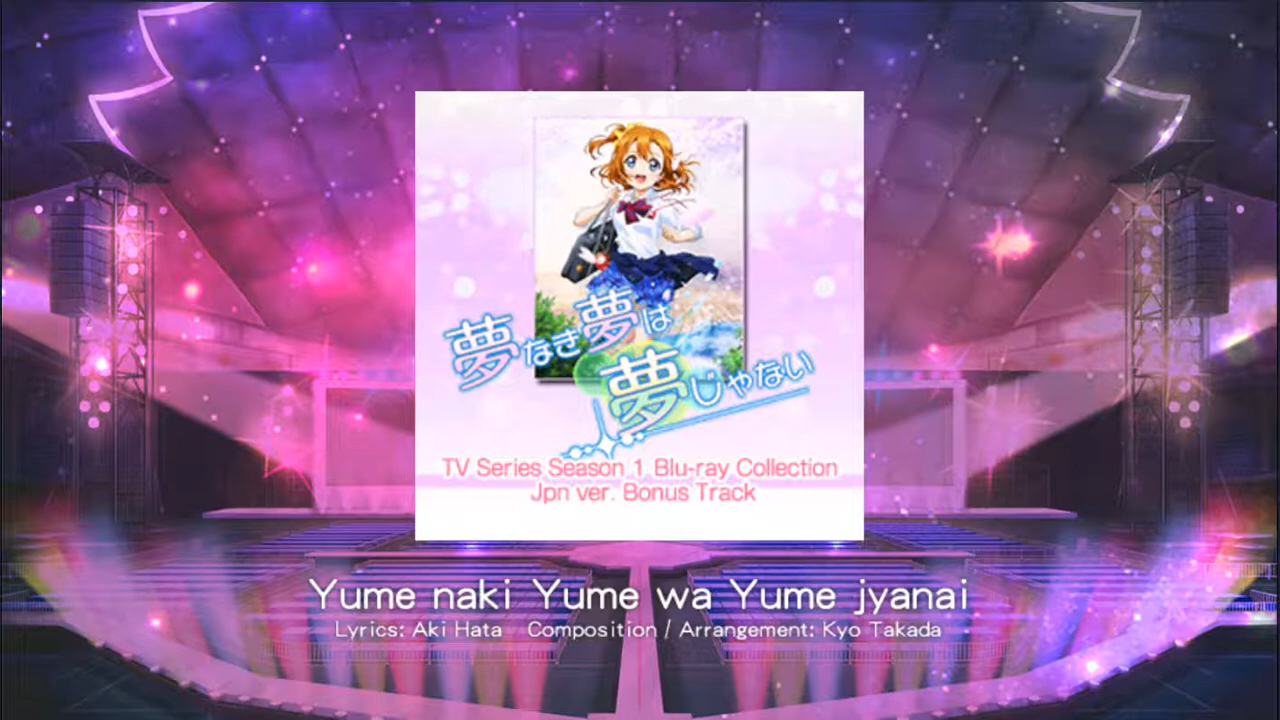 夢なき夢は
夢じゃない
TV Series Season 1 Blu-ray Collection
Jpn ver. Bonus Track
Yume naki Yume wa Yume jyanai
Lyrics: Aki Hata Composition / Arrangement: Kyo Takada